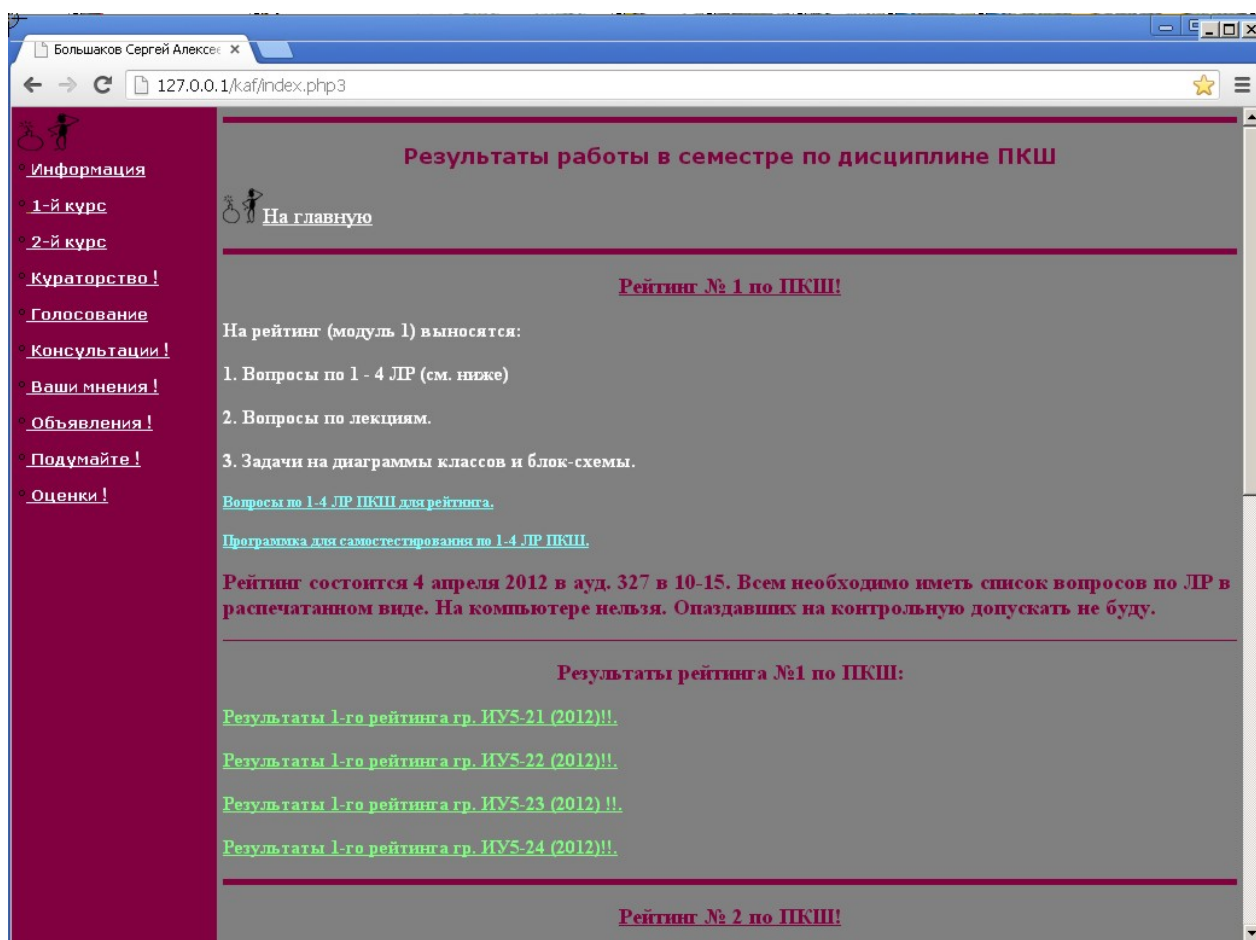 Большаков Сергей Алексе
127.0.0.1/kaf/index.php3
Информация
1-й курс
2-й курс
Кураторство !
Голосование
Консультации !
Ваши мнения !
Объявления !
Подумайте !
Оценки !
Результаты работы в семестре по дисциплине ПКШ
На главную
Рейтинг № 1 по ПКШ!
На рейтинг (модуль 1) выносятся:
1. Вопросы по 1 - 4 ЛР (см. ниже)
2. Вопросы по лекциям.
3. Задачи на диаграммы классов и блок-схемы.
Вопросы по 1-4 ЛР ПКШ для рейтинга.
Программка для самостестирования по 1-4 ЛР ПКШ.
Рейтинг состоится 4 апреля 2012 в ауд. 327 в 10-15. Всем необходимо иметь список вопросов по ЛР в
распечатанном виде. На компьютере нельзя. Опаздавших на контрольную допускать не буду.
Результаты рейтинга №1 по ПКШ:
Результаты 1-го рейтинга гр. ИУ5-21 (2012)!!.
Результаты 1-го рейтинга гр. ИУ5-22 (2012)!!.
Результаты 1-го рейтинга гр. ИУ5-23 (2012) !!.
Результаты 1-го рейтинга гр. ИУ5-24 (2012)!!.
Рейтинг № 2 по ПКШ!